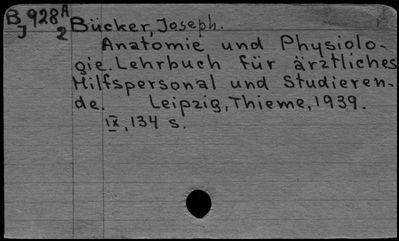 B 928 A
J 2
Bücker, Joseph.
Anatomie und Physiolo-
gie. Lehrbuch für ärztliches
Hilfspersonal und Studieren-
de. Leipzig, Thieme, 1939.
IX, 134 s.